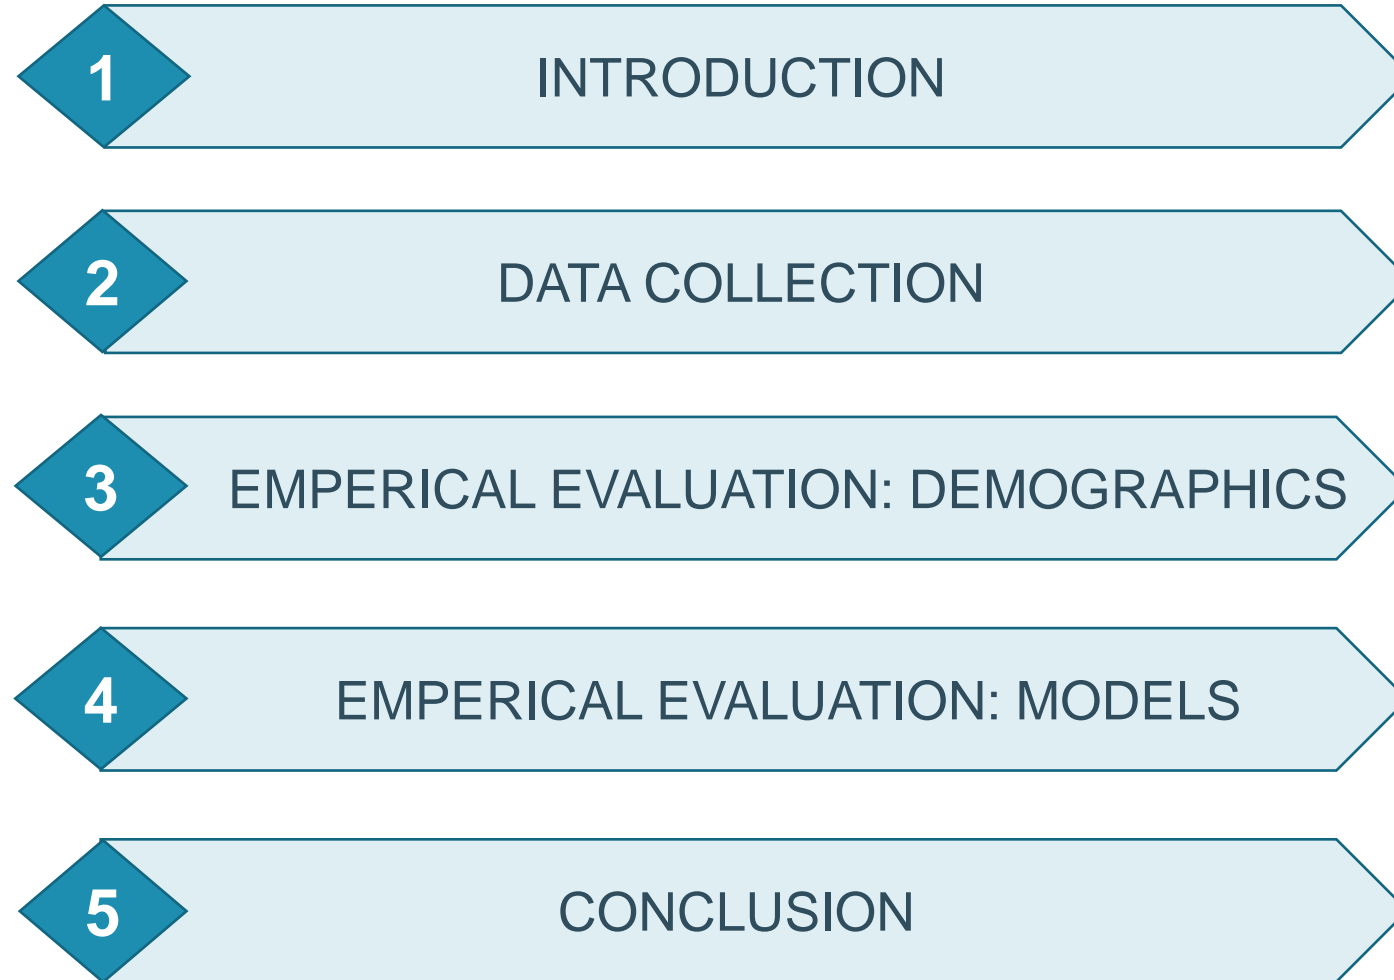 1 INTRODUCTION
2 DATA COLLECTION
3 EMPERICAL EVALUATION: DEMOGRAPHICS
4 EMPERICAL EVALUATION: MODELS
5 CONCLUSION